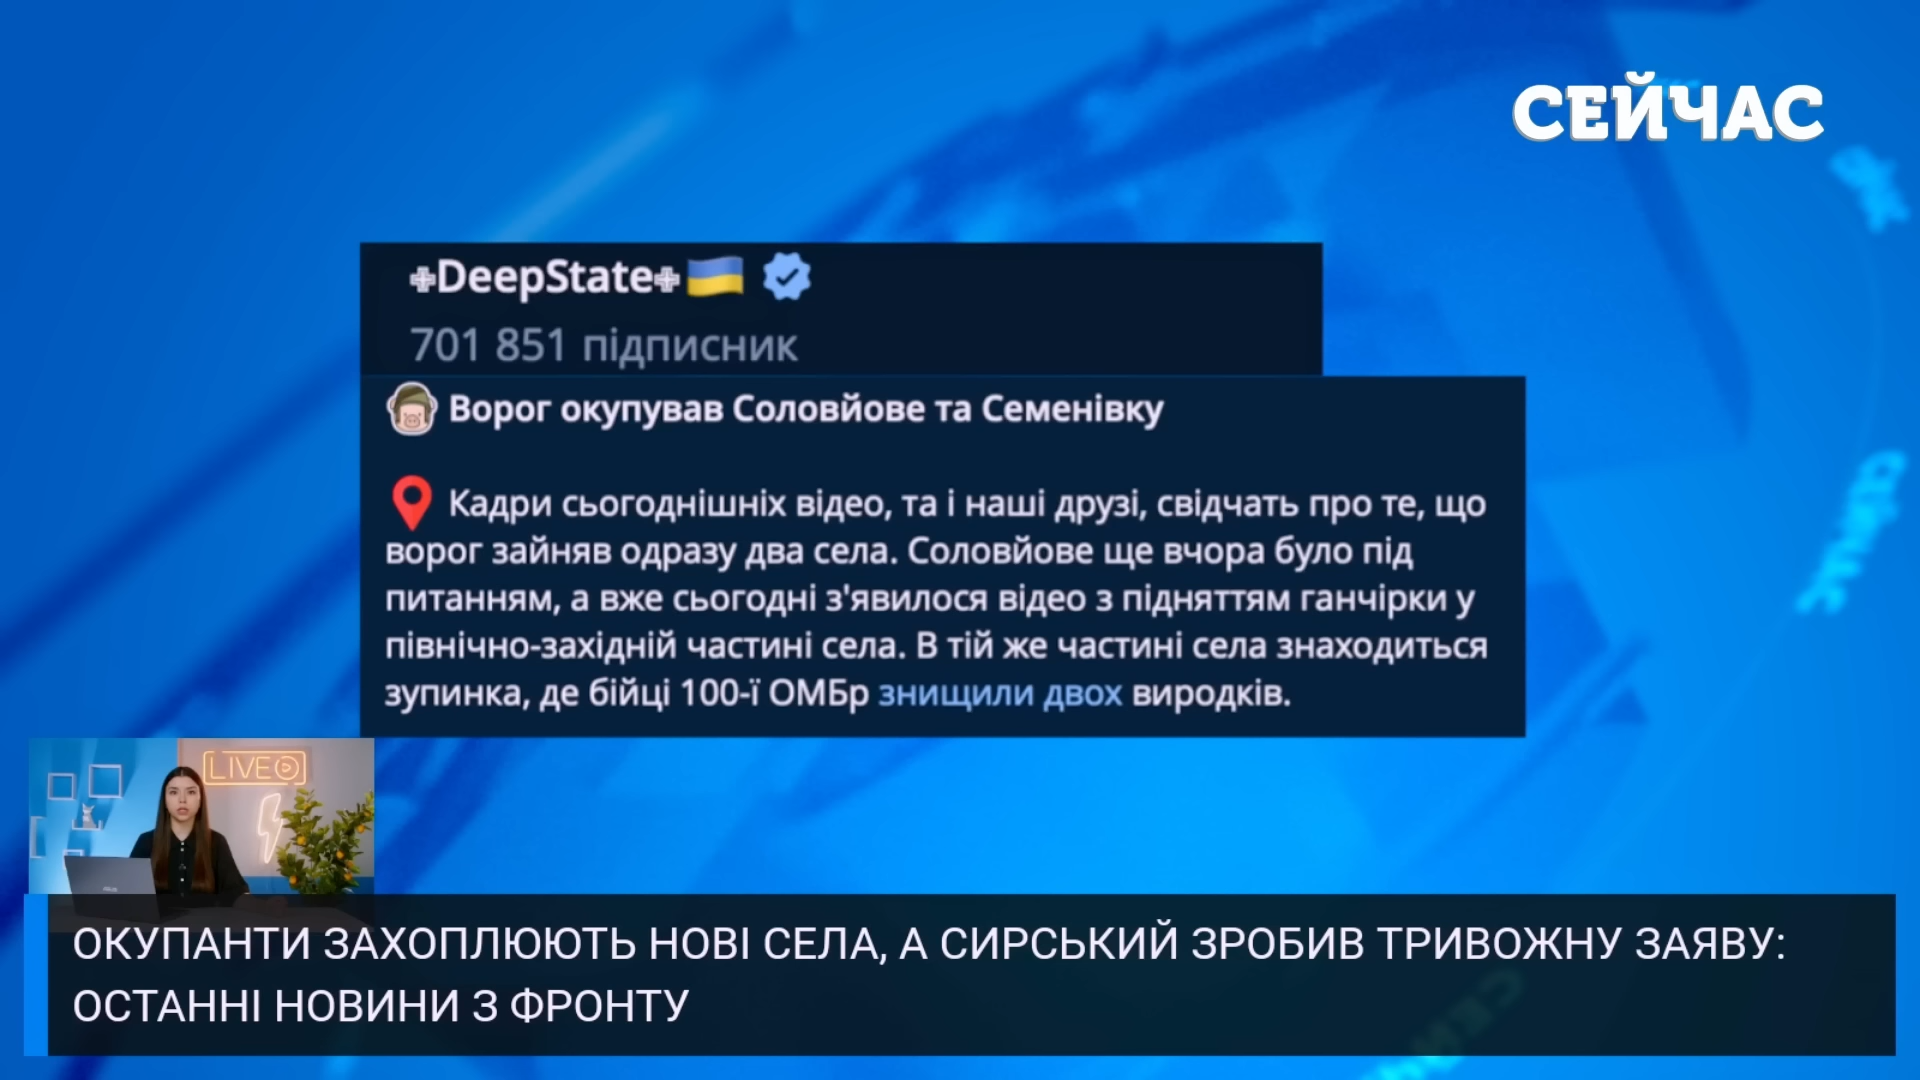 СЕЙЧАС
DeepState
701 851 підписник
Ворог окупував Соловйове та Семенівку
Кадри сьогоднішніх відео, та і наші друзі, свідчать про те, що
ворог зайняв одразу два села. Соловйове ще вчора було під
питанням, а вже сьогодні з'явилося відео з підняттям ганчірки у
північно-західній частині села. В тій же частині села знаходиться
зупинка, де бійці 100-ї ОМБр знищили двох виродків.
LIVE
ОКУПАНТИ ЗАХОПЛЮЮТЬ НОВІ СЕЛА, А СИРСЬКИЙ ЗРОБИВ ТРИВОЖНУ ЗАЯВУ:
ОСТАННІ НОВИНИ З ФРОНТУ